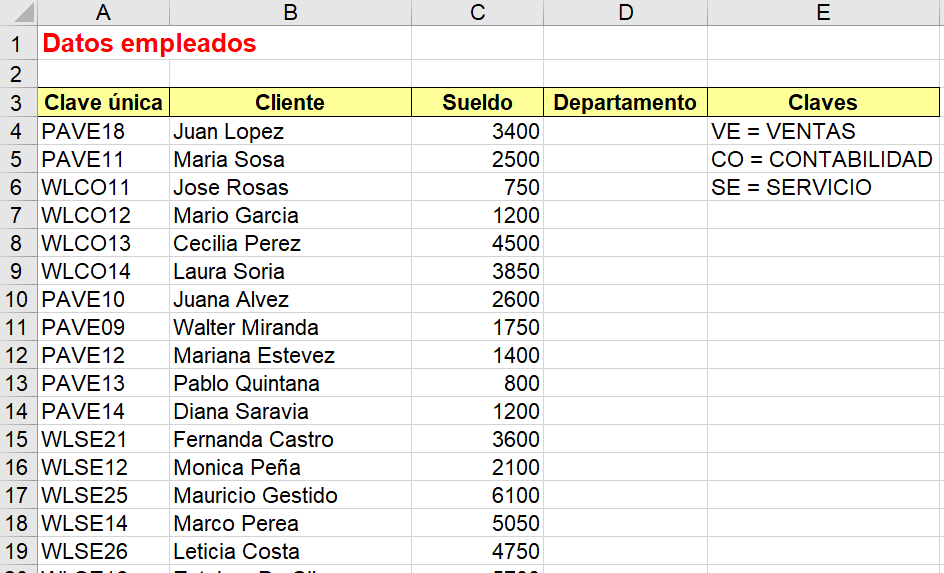 A B C D E
1 Datos empleados
2
3 Clave única Cliente Sueldo Departamento Claves
4 PAVE18 Juan Lopez 3400 VE = VENTAS
5 PAVE11 Maria Sosa 2500 CO = CONTABILIDAD
6 WLCO11 Jose Rosas 750 SE = SERVICIO
7 WLCO12 Mario Garcia 1200
8 WLCO13 Cecilia Perez 4500
9 WLCO14 Laura Soria 3850
10 PAVE10 Juana Alvez 2600
11 PAVE09 Walter Miranda 1750
12 PAVE12 Mariana Estevez 1400
13 PAVE13 Pablo Quintana 800
14 PAVE14 Diana Saravia 1200
15 WLSE21 Fernanda Castro 3600
16 WLSE12 Monica Peña 2100
17 WLSE25 Mauricio Gestido 6100
18 WLSE14 Marco Perea 5050
19 WLSE26 Leticia Costa 4750